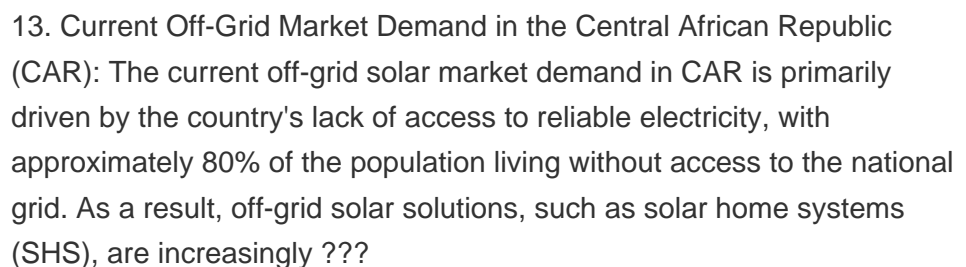 13. Current Off-Grid Market Demand in the Central African Republic
(CAR): The current off-grid solar market demand in CAR is primarily
driven by the country's lack of access to reliable electricity, with
approximately 80% of the population living without access to the national
grid. As a result, off-grid solar solutions, such as solar home systems
(SHS), are increasingly ???